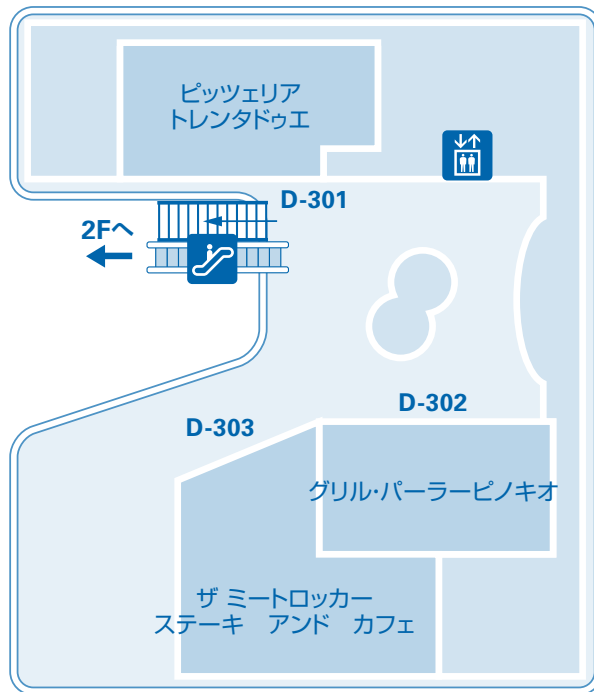 ピッツェリア
トレンタドゥエ
D-301
2Fへ
D-302
D-303
グリル・パーラーピノキオ
ザ ミートロッカー
ステーキ　アンド　カフェ